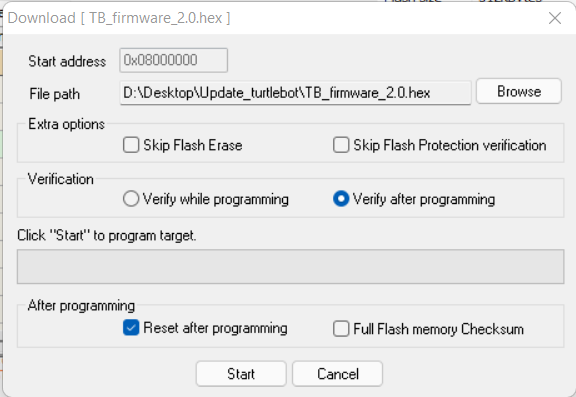 Download [ TB_firmware_2.0.hex ]
Start address 0x08000000
File path D:\Desktop\Update_turtlebot\TB_firmware_2.0.hex Browse
Extra options
Skip Flash Erase Skip Flash Protection verification
Verification
Verify while programming Verify after programming
Click "Start" to program target.
After programming
Reset after programming Full Flash memory Checksum
Start Cancel